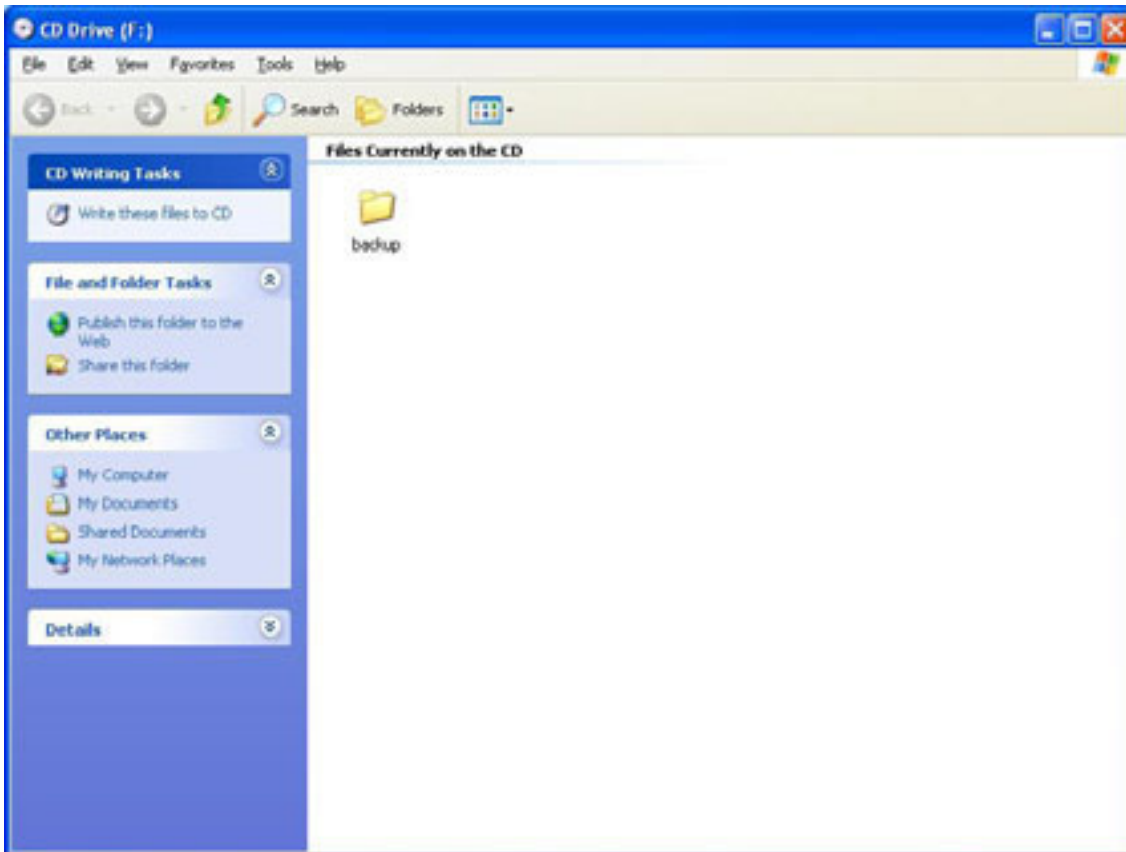 CD Drive (F:)
File Edit View Favorites Tools Help
Back Search Folders
Files Currently on the CD
CD Writing Tasks
Write these files to CD
backup
File and Folder Tasks
Publish this folder to the
Web
Share this folder
Other Places
My Computer
My Documents
Shared Documents
My Network Places
Details